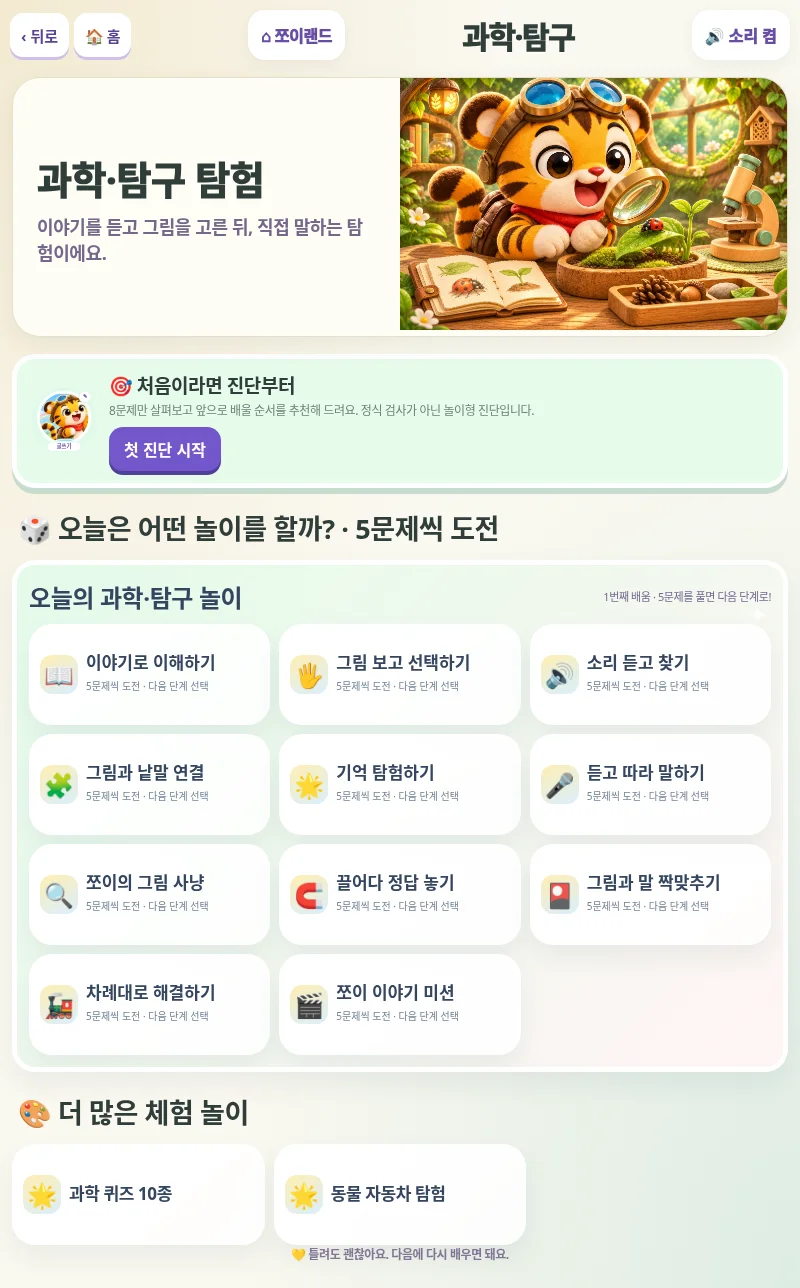 ‹ 뒤로
🏠 홈
⌂ 쪼이랜드
과학·탐구
🔊 소리 켬
과학·탐구 탐험
이야기를 듣고 그림을 고른 뒤, 직접 말하는 탐
험이에요.
🎯 처음이라면 진단부터
8문제만 살펴보고 앞으로 배울 순서를 추천해 드려요. 정식 검사가 아닌 놀이형 진단입니다.
글쓰기
첫 진단 시작
🎲 오늘은 어떤 놀이를 할까? · 5문제씩 도전
오늘의 과학·탐구 놀이
1번째 배움 · 5문제를 풀면 다음 단계로!
이야기로 이해하기
5문제씩 도전 · 다음 단계 선택
그림 보고 선택하기
5문제씩 도전 · 다음 단계 선택
소리 듣고 찾기
5문제씩 도전 · 다음 단계 선택
그림과 낱말 연결
5문제씩 도전 · 다음 단계 선택
기억 탐험하기
5문제씩 도전 · 다음 단계 선택
듣고 따라 말하기
5문제씩 도전 · 다음 단계 선택
쪼이의 그림 사냥
5문제씩 도전 · 다음 단계 선택
끌어다 정답 놓기
5문제씩 도전 · 다음 단계 선택
그림과 말 짝맞추기
5문제씩 도전 · 다음 단계 선택
차례대로 해결하기
5문제씩 도전 · 다음 단계 선택
쪼이 이야기 미션
5문제씩 도전 · 다음 단계 선택
🎨 더 많은 체험 놀이
과학 퀴즈 10종
동물 자동차 탐험
💛 틀려도 괜찮아요. 다음에 다시 배우면 돼요.